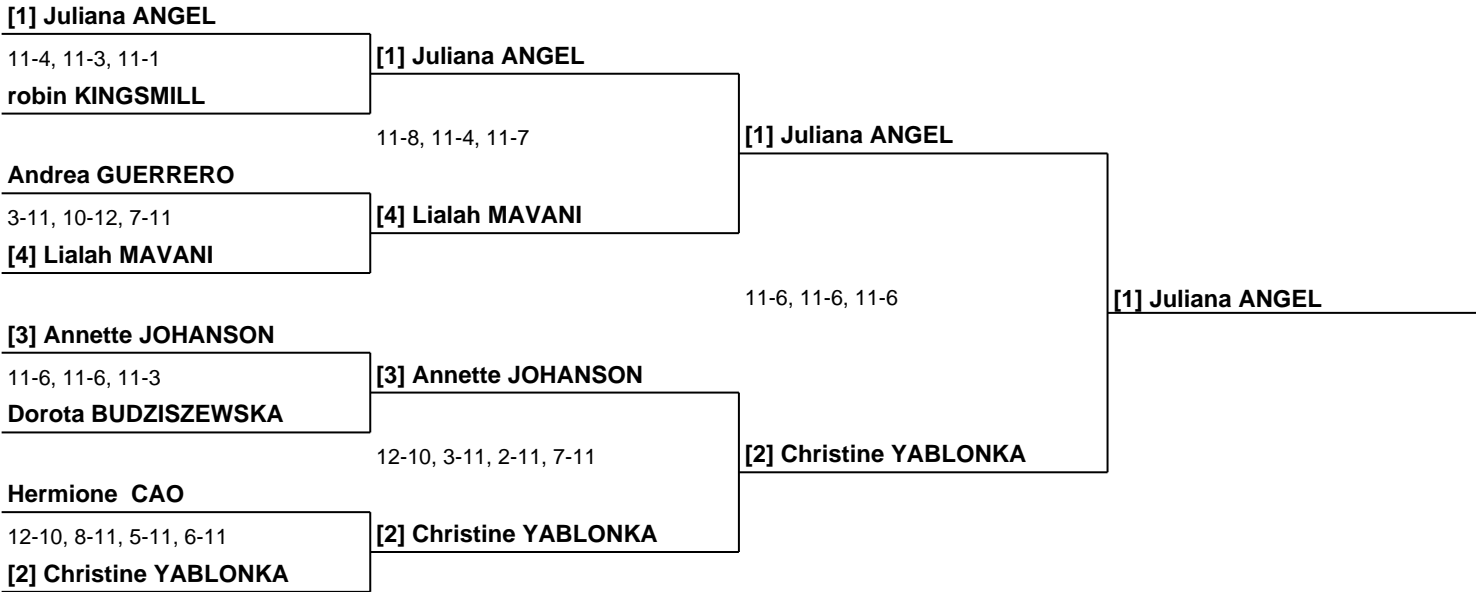 [1] Juliana ANGEL
11-4, 11-3, 11-1
[1] Juliana ANGEL
robin KINGSMILL
11-8, 11-4, 11-7
[1] Juliana ANGEL
Andrea GUERRERO
3-11, 10-12, 7-11
[4] Lialah MAVANI
[4] Lialah MAVANI
11-6, 11-6, 11-6
[1] Juliana ANGEL
[3] Annette JOHANSON
11-6, 11-6, 11-3
[3] Annette JOHANSON
Dorota BUDZISZEWSKA
12-10, 3-11, 2-11, 7-11
[2] Christine YABLONKA
Hermione  CAO
12-10, 8-11, 5-11, 6-11
[2] Christine YABLONKA
[2] Christine YABLONKA